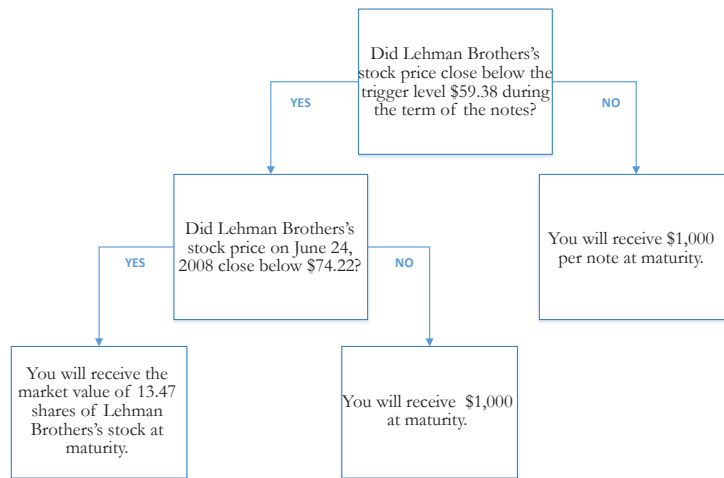 Did Lehman Brothers's
stock price close below the
trigger level $59.38 during
the term of the notes?
YES
NO
Did Lehman Brothers's
stock price on June 24,
2008 close below $74.22?
You will receive $1,000
per note at maturity.
YES
NO
You will receive the
market value of 13.47
shares of Lehman
Brothers's stock at
maturity.
You will receive $1,000
at maturity.